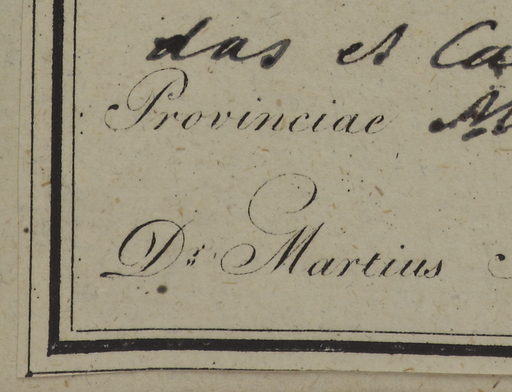 das et Ca
Provinciae M
Dr. Martius